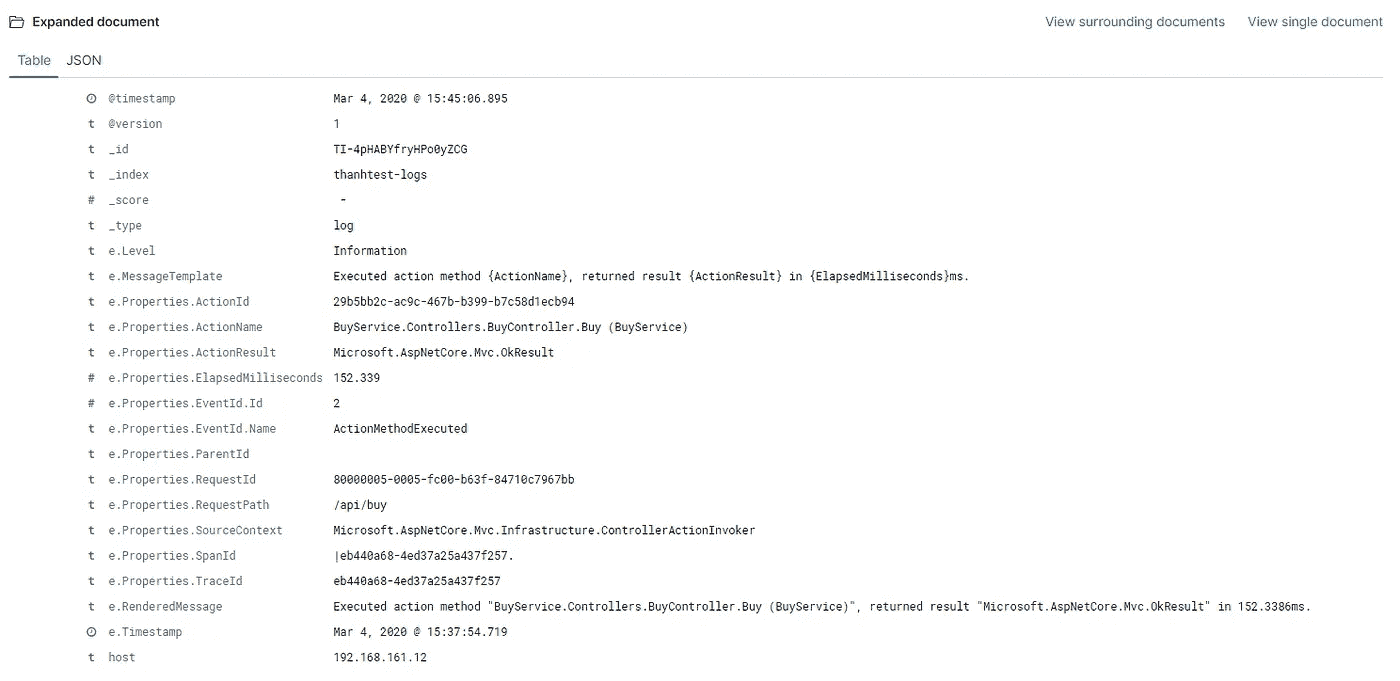 Expanded document View surrounding documents View single document
Table JSON
@timestamp Mar 4, 2020 @ 15:45:06.895
t @version 1
t _id TI-4pHABYfryHPo0yZCG
t _index thanhtest-logs
# _score -
t _type log
t e.Level Information
t e.MessageTemplate Executed action method {ActionName}, returned result {ActionResult} in {ElapsedMilliseconds}ms.
t e.Properties.ActionId 29b5bb2c-ac9c-467b-b399-b7c58d1ecb94
t e.Properties.ActionName BuyService.Controllers.BuyController.Buy (BuyService)
t e.Properties.ActionResult Microsoft.AspNetCore.Mvc.OkResult
# e.Properties.ElapsedMilliseconds 152.339
# e.Properties.EventId.Id 2
t e.Properties.EventId.Name ActionMethodExecuted
t e.Properties.ParentId
t e.Properties.RequestId 80000005-0005-fc00-b63f-84710c7967bb
t e.Properties.RequestPath /api/buy
t e.Properties.SourceContext Microsoft.AspNetCore.Mvc.Infrastructure.ControllerActionInvoker
t e.Properties.SpanId |eb440a68-4ed37a25a437f257.
t e.Properties.TraceId eb440a68-4ed37a25a437f257
t e.RenderedMessage Executed action method "BuyService.Controllers.BuyController.Buy (BuyService)", returned result "Microsoft.AspNetCore.Mvc.OkResult" in 152.3386ms.
e.Timestamp Mar 4, 2020 @ 15:37:54.719
t host 192.168.161.12